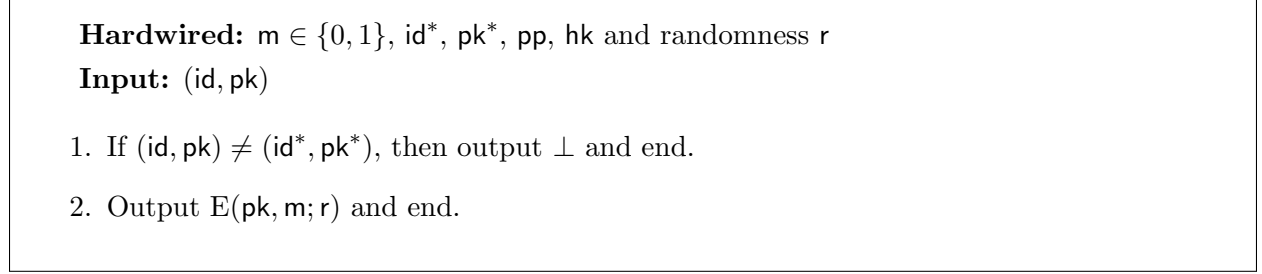 Hardwired: m ∈ {0, 1}, id*, pk*, pp, hk and randomness r
Input: (id, pk)
1. If (id, pk) ≠ (id*, pk*), then output ⊥ and end.
2. Output E(pk, m; r) and end.